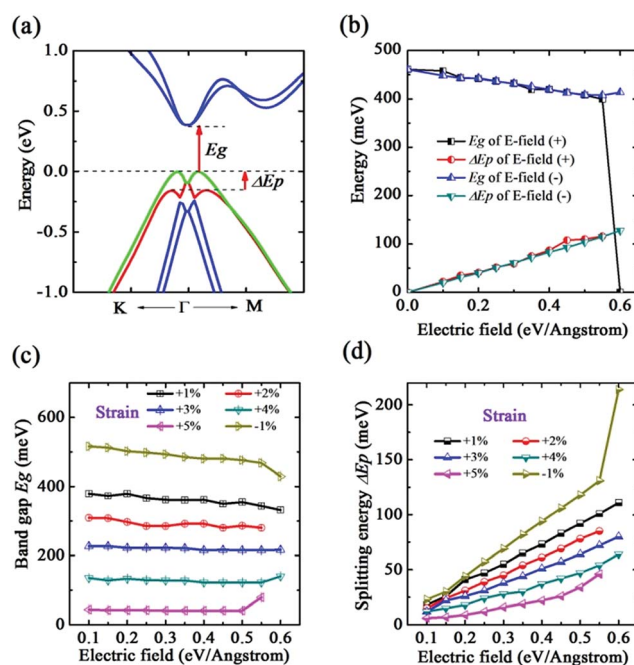 (a)
1.0
0.5
0.0
-0.5
-1.0
Energy (eV)
Eg
ΔEp
K ← Γ → M
(b)
500
400
300
200
100
0
Energy (meV)
Eg of E-field (+)
ΔEp of E-field (+)
Eg of E-field (-)
ΔEp of E-field (-)
0.0 0.2 0.4 0.6
Electric field (eV/Angstrom)
(c)
600
400
200
0
Band gap Eg (meV)
Strain
+1% +2%
+3% +4%
+5% -1%
0.1 0.2 0.3 0.4 0.5 0.6
Electric field (eV/Angstrom)
(d)
200
150
100
50
0
Splitting energy ΔEp (meV)
Strain
+1% +2%
+3% +4%
+5% -1%
0.1 0.2 0.3 0.4 0.5 0.6
Electric field (eV/Angstrom)